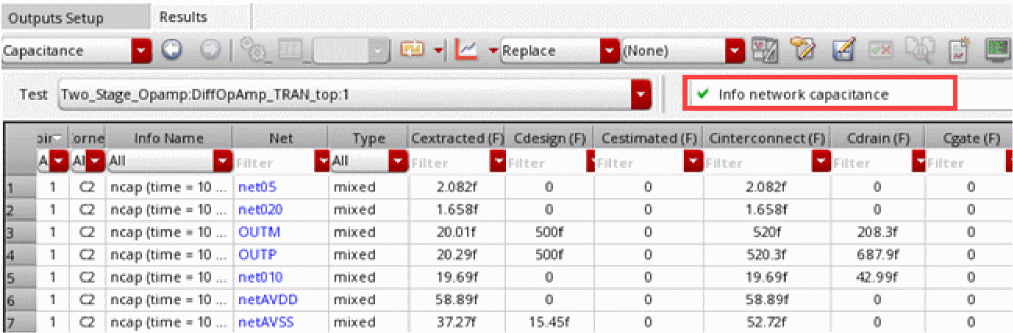 Outputs Setup Results
Capacitance Replace (None)
Test Two_Stage_Opamp:DiffOpAmp_TRAN_top:1 Info network capacitance
oir orne Info Name Net Type Cextracted (F) Cdesign (F) Cestimated (F) Cinterconnect (F) Cdrain (F) Cgate (F)
A Al All Filter All Filter Filter Filter Filter Filter Filter
1 1 C2 ncap (time = 10 ... net05 mixed 2.082f 0 0 2.082f 0 0
2 1 C2 ncap (time = 10 ... net020 mixed 1.658f 0 0 1.658f 0 0
3 1 C2 ncap (time = 10 ... OUTM mixed 20.01f 500f 0 520f 208.3f 0
4 1 C2 ncap (time = 10 ... OUTP mixed 20.29f 500f 0 520.3f 687.9f 0
5 1 C2 ncap (time = 10 ... net010 mixed 19.69f 0 0 19.69f 42.99f 0
6 1 C2 ncap (time = 10 ... netAVDD mixed 58.89f 0 0 58.89f 0 0
7 1 C2 ncap (time = 10 ... netAVSS mixed 37.27f 15.45f 0 52.72f 0 0